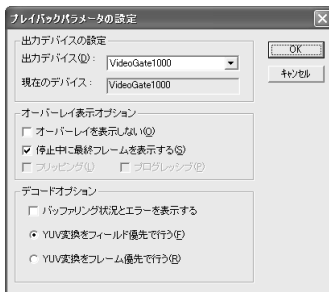 プレイバックパラメータの設定
出力デバイスの設定
出力デバイス(D): VideoGate1000
現在のデバイス: VideoGate1000
OK
キャンセル
オーバーレイ表示オプション
オーバーレイを表示しない(O)
停止中に最終フレームを表示する(S)
フリッピング(L) プログレッシブ(P)
デコードオプション
バッファリング状況とエラーを表示する
YUV変換をフィールド優先で行う(F)
YUV変換をフレーム優先で行う(R)